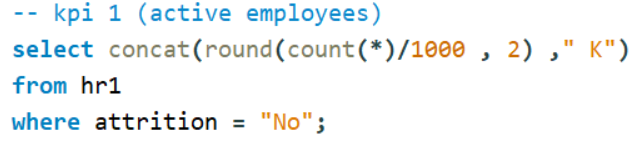 -- kpi 1 (active employees)
select concat(round(count(*)/1000 , 2) ," K")
from hr1
where attrition = "No";